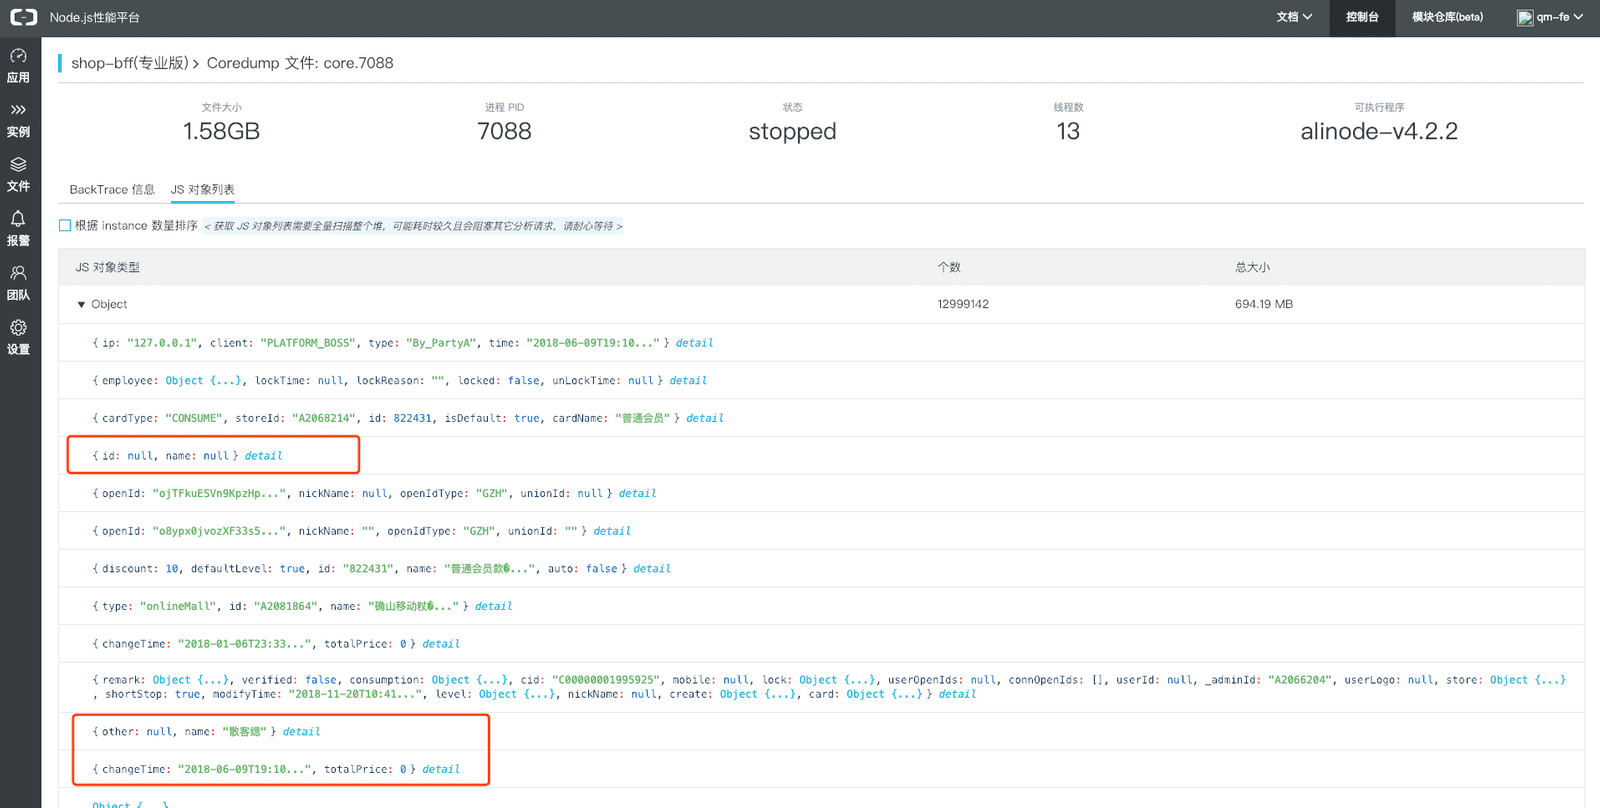 Node.js性能平台
文档
控制台
模块仓库(beta)
qm-fe
应用
实例
文件
报警
团队
设置
shop-bff(专业版) > Coredump 文件: core.7088
文件大小
1.58GB
进程 PID
7088
状态
stopped
线程数
13
可执行程序
alinode-v4.2.2
BackTrace 信息
JS 对象列表
根据 instance 数量排序 < 获取 JS 对象列表需要全量扫描整个堆，可能耗时较久且会阻塞其它分析请求，请耐心等待 >
JS 对象类型 个数 总大小
▼ Object 12999142 694.19 MB
{ ip: "127.0.0.1", client: "PLATFORM_BOSS", type: "By_PartyA", time: "2018-06-09T19:10..." } detail
{ employee: Object {...}, lockTime: null, lockReason: "", locked: false, unLockTime: null } detail
{ cardType: "CONSUME", storeId: "A2068214", id: 822431, isDefault: true, cardName: "普通会员" } detail
{ id: null, name: null } detail
{ openId: "ojTFkuESVn9KpzHp...", nickName: null, openIdType: "GZH", unionId: null } detail
{ openId: "o8ypx0jvozXF33s5...", nickName: "", openIdType: "GZH", unionId: "" } detail
{ discount: 10, defaultLevel: true, id: "822431", name: "普通会员款�...", auto: false } detail
{ type: "onlineMall", id: "A2081864", name: "确山移动杖�..." } detail
{ changeTime: "2018-01-06T23:33...", totalPrice: 0 } detail
{ remark: Object {...}, verified: false, consumption: Object {...}, cid: "C00000001995925", mobile: null, lock: Object {...}, userOpenIds: null, connOpenIds: [], userId: null, _adminId: "A2066204", userLogo: null, store: Object {...}
, shortStop: true, modifyTime: "2018-11-20T10:41...", level: Object {...}, nickName: null, create: Object {...}, card: Object {...} } detail
{ other: null, name: "散客缌" } detail
{ changeTime: "2018-06-09T19:10...", totalPrice: 0 } detail
Object {...}